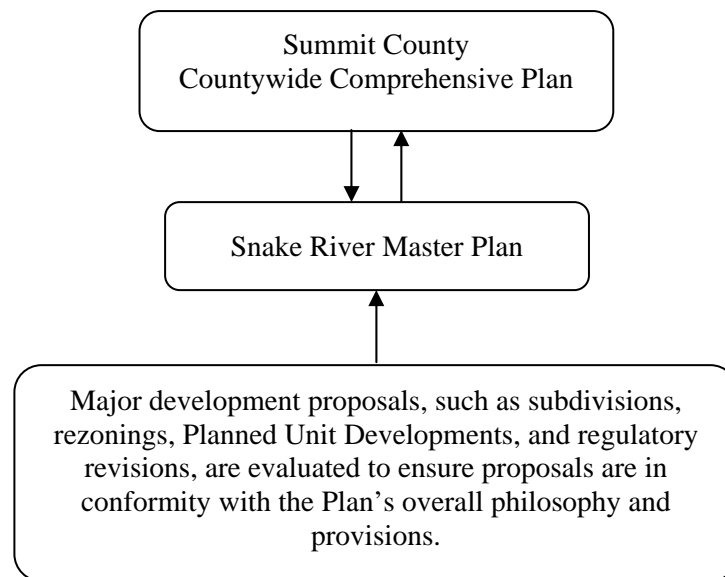 Summit County
Countywide Comprehensive Plan
Snake River Master Plan
Major development proposals, such as subdivisions,
rezonings, Planned Unit Developments, and regulatory
revisions, are evaluated to ensure proposals are in
conformity with the Plan’s overall philosophy and
provisions.